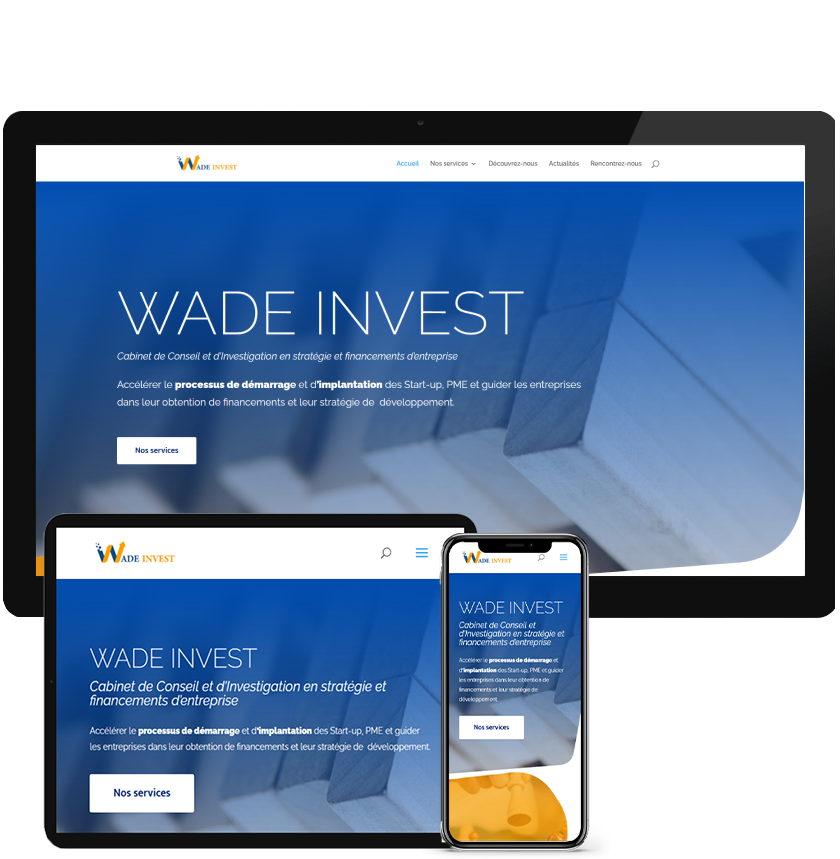 WADE INVEST
Accueil Nos services Découvrez-nous Actualités Rencontrez-nous
WADE INVEST
Cabinet de Conseil et d'Investigation en stratégie et financements d'entreprise
Accélérer le processus de démarrage et d'implantation des Start-up, PME et guider les entreprises
dans leur obtention de financements et leur stratégie de développement.
Nos services
WADE INVEST
WADE INVEST
Cabinet de Conseil et d'Investigation en stratégie et
financements d'entreprise
Accélérer le processus de démarrage et d'implantation des Start-up, PME et guider
les entreprises dans leur obtention de financements et leur stratégie de développement.
Nos services
WADE INVEST
WADE INVEST
Cabinet de Conseil et
d'Investigation en stratégie et
financements d'entreprise
Accélérer le processus de démarrage et
d'implantation des Start-up, PME et guider
les entreprises dans leur obtention de
financements et leur stratégie de
développement.
Nos services